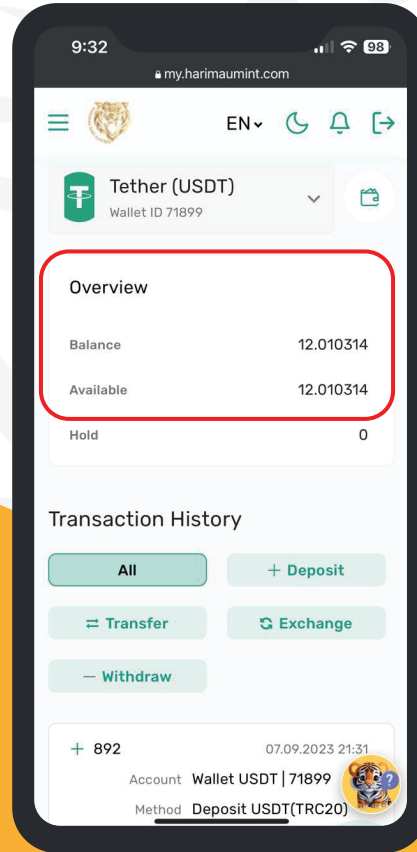 9:32
98
my.harimaumint.com
EN
Tether (USDT)
Wallet ID 71899
Overview
Balance 12.010314
Available 12.010314
Hold 0
Transaction History
All
+ Deposit
Transfer
Exchange
— Withdraw
+ 892 07.09.2023 21:31
Account Wallet USDT | 71899
Method Deposit USDT(TRC20)
?